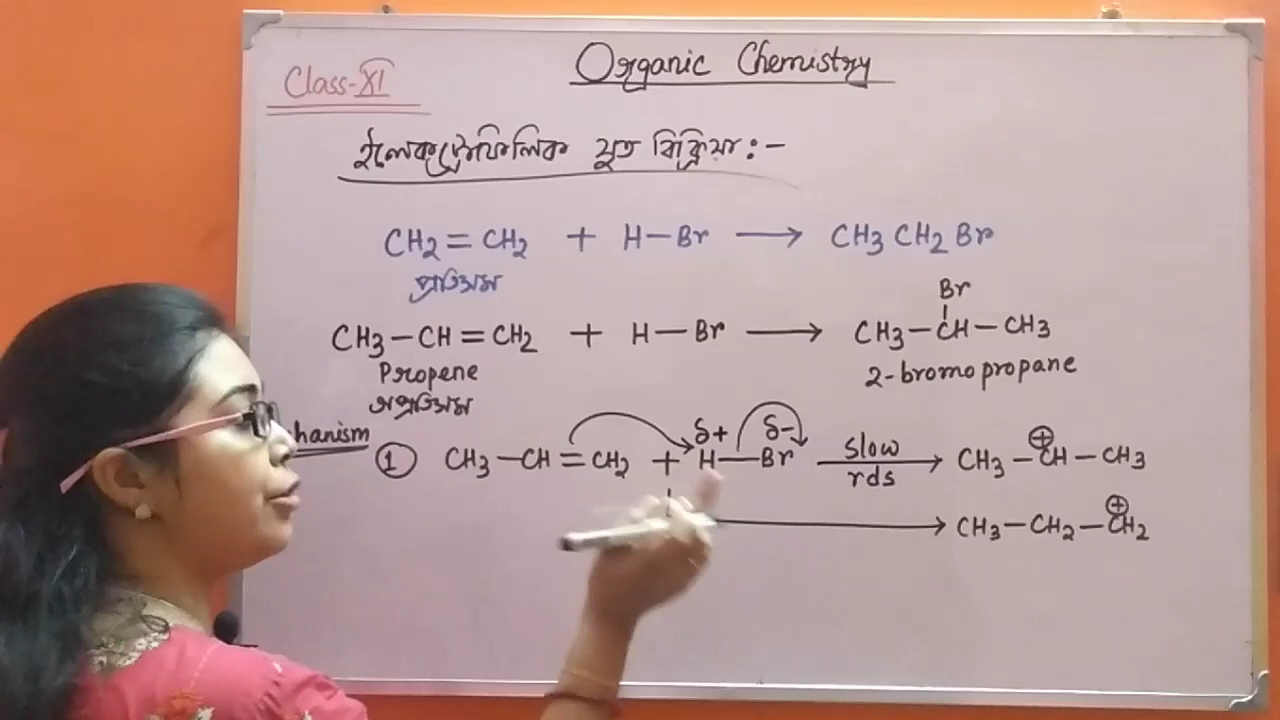 Organic Chemistry
Class-XI
ইলেকট্রোফিলিক যুত বিক্রিয়া:-
CH2=CH2 + H-Br → CH3 CH2 Br
প্রতিসম
Br
CH3-CH=CH2 + H-Br → CH3-CH-CH3
Propene 2-bromopropane
অপ্রতিসম
hanism
① CH3-CH=CH2 + Hδ+-Brδ- slow → rds CH3-CH⊕-CH3
→ CH3-CH2-CH2⊕